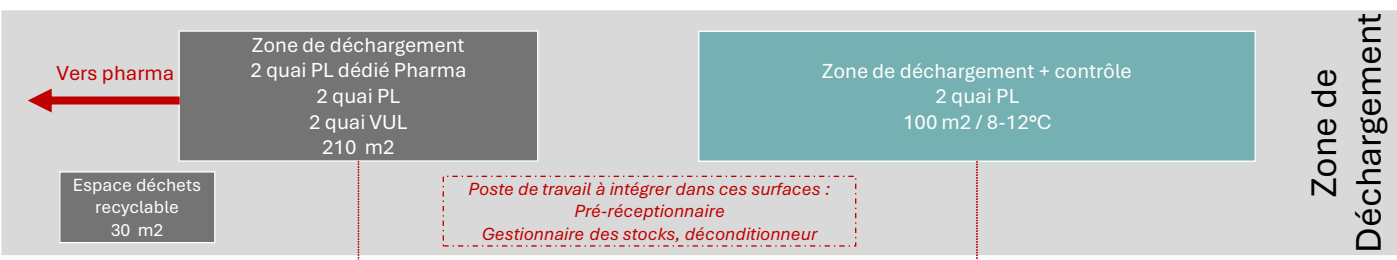 Vers pharma
Zone de déchargement
2 quai PL dédié Pharma
2 quai PL
2 quai VUL
210 m2
Zone de déchargement + contrôle
2 quai PL
100 m2 / 8-12°C
Zone de
Déchargement
Espace déchets
recyclable
30 m2
Poste de travail à intégrer dans ces surfaces :
Pré-réceptionnaire
Gestionnaire des stocks, déconditionneur